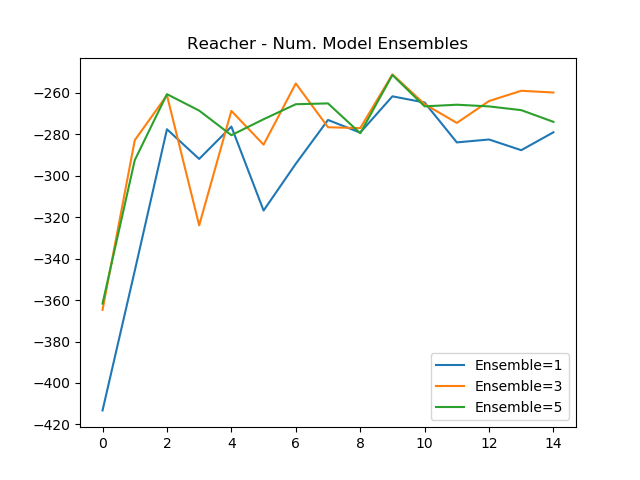 Reacher - Num. Model Ensembles
−260
−280
−300
−320
−340
−360
−380
−400
−420
0 2 4 6 8 10 12 14
Ensemble=1
Ensemble=3
Ensemble=5